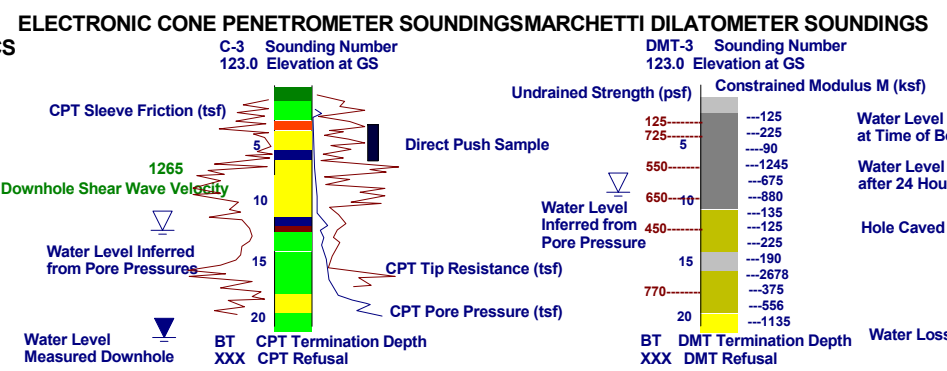 ELECTRONIC CONE PENETROMETER SOUNDINGS
CS
C-3 Sounding Number
123.0 Elevation at GS
CPT Sleeve Friction (tsf)
5
Direct Push Sample
1265
Downhole Shear Wave Velocity
10
Water Level Inferred
from Pore Pressures
15
CPT Tip Resistance (tsf)
CPT Pore Pressure (tsf)
20
Water Level
Measured Downhole
BT CPT Termination Depth
XXX CPT Refusal
MARCHETTI DILATOMETER SOUNDINGS
DMT-3 Sounding Number
123.0 Elevation at GS
Undrained Strength (psf)
Constrained Modulus M (ksf)
125-------
725-------
5
550-------
650-------
10
450-------
15
770-------
20
---125
---225
---90
---1245
---675
---880
---135
---125
---225
---190
---2678
---375
---556
---1135
Water Level
Inferred from
Pore Pressure
BT DMT Termination Depth
XXX DMT Refusal
Water Level
at Time of Bo
Water Level
after 24 Hou
Hole Caved
Water Loss